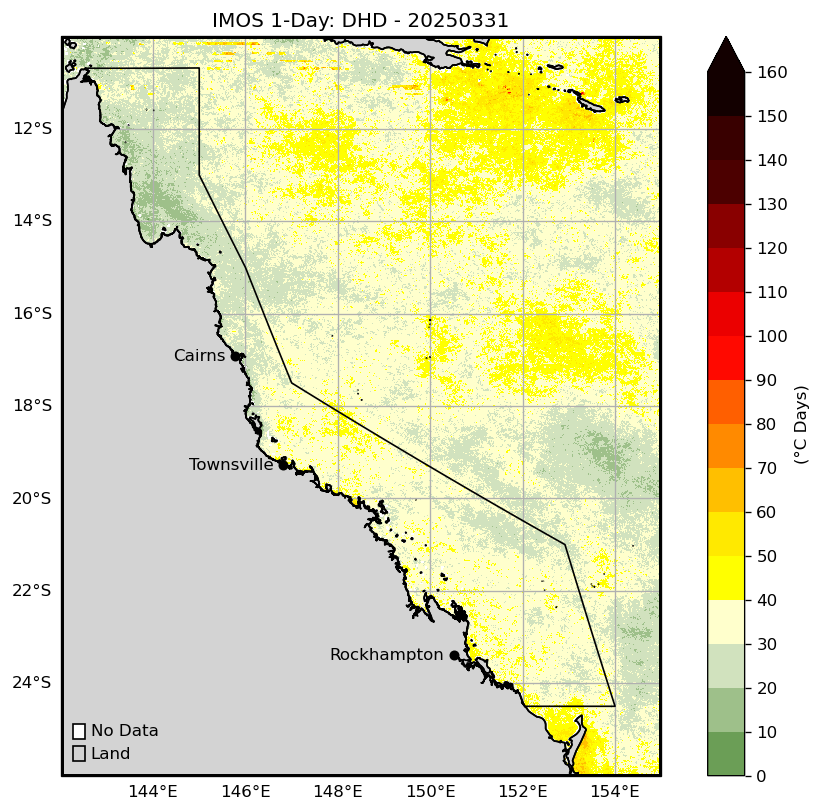 IMOS 1-Day: DHD - 20250331
12°S
14°S
16°S
18°S
20°S
22°S
24°S
Cairns
Townsville
Rockhampton
No Data
Land
144°E 146°E 148°E 150°E 152°E 154°E
160
150
140
130
120
110
100
90
80
70
60
50
40
30
20
10
0
(°C Days)